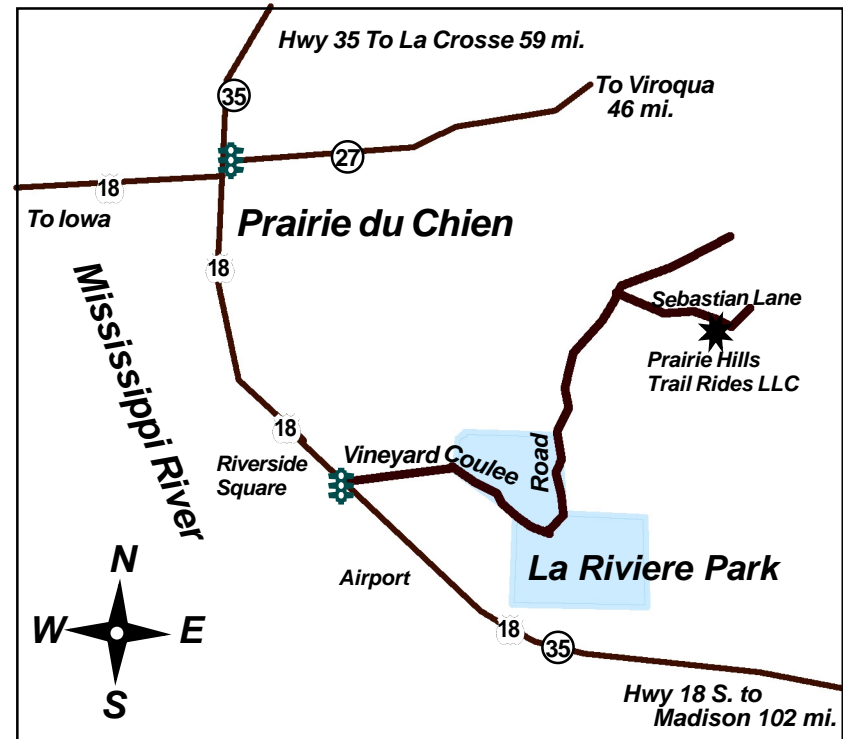 Hwy 35 To La Crosse 59 mi.
35
To Viroqua
46 mi.
27
18
To Iowa
Prairie du Chien
18
Mississippi River
Sebastian Lane
Prairie Hills
Trail Rides LLC
18
Vineyard Coulee
Road
Riverside
Square
La Riviere Park
Airport
N
W
E
S
18
35
Hwy 18 S. to
Madison 102 mi.